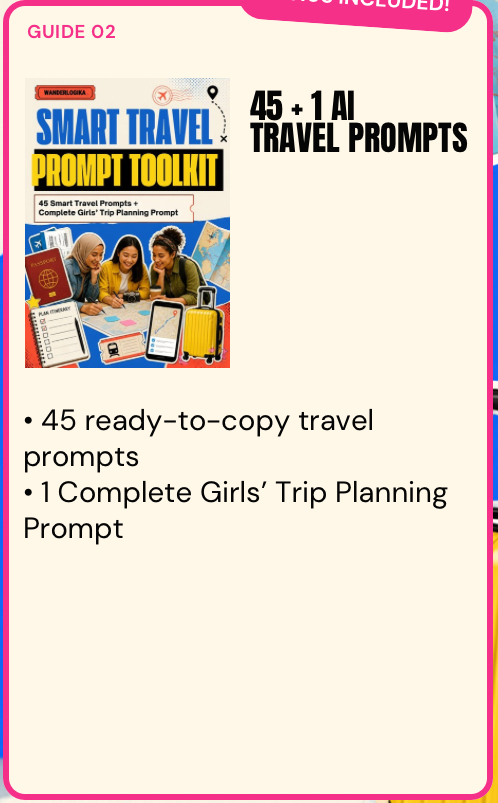 INCLUDED!
GUIDE 02
WANDERLOGIKA
SMART TRAVEL
PROMPT TOOLKIT
45 Smart Travel Prompts +
Complete Girls' Trip Planning Prompt
PASSPORT
PLAN ITINERARY
45 + 1 AI
TRAVEL PROMPTS
• 45 ready-to-copy travel
prompts
• 1 Complete Girls’ Trip Planning
Prompt